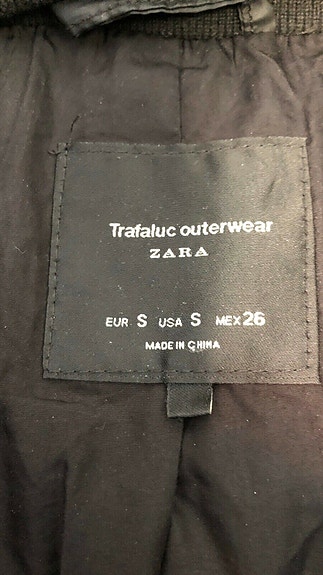 Trafaluc outerwear
ZARA
EUR S USA S MEX 26
MADE IN CHINA